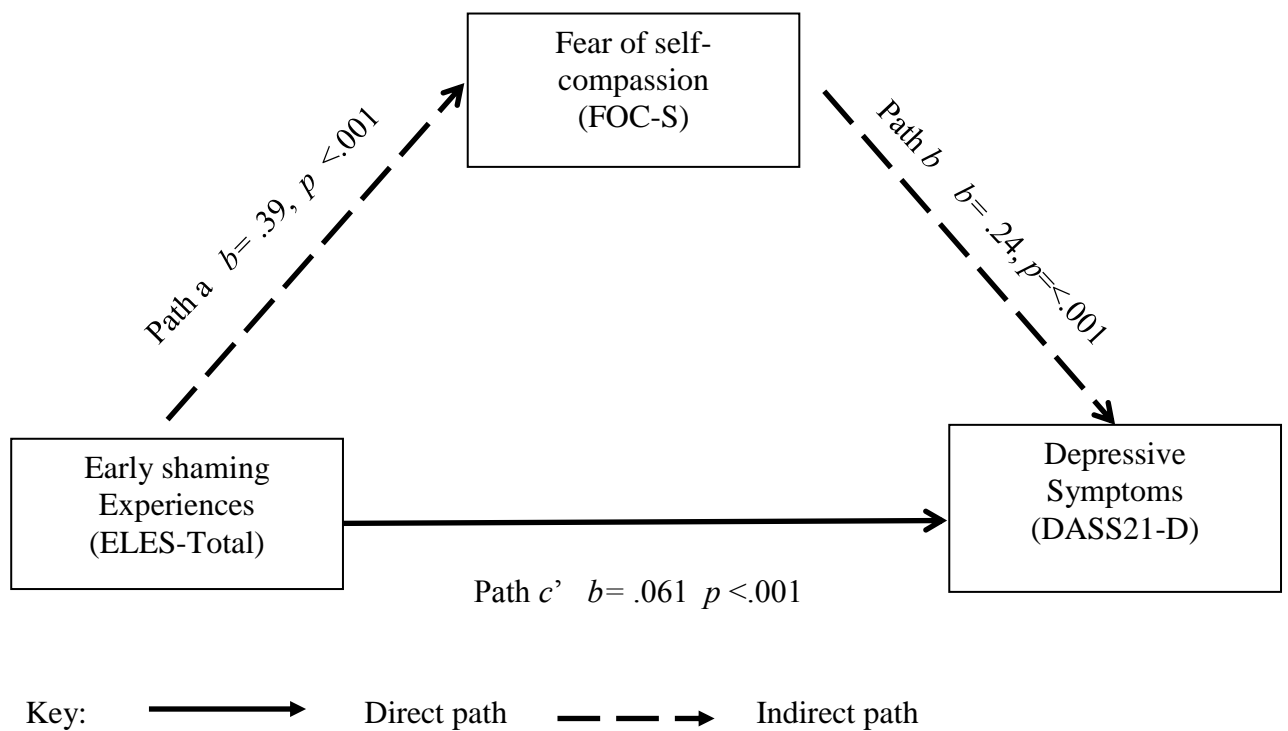 Fear of self-
compassion
(FOC-S)
Path a b= .39, p <.001
Path b b= .24, p=<.001
Early shaming
Experiences
(ELES-Total)
Depressive
Symptoms
(DASS21-D)
Path c’ b= .061 p <.001
Key: Direct path Indirect path